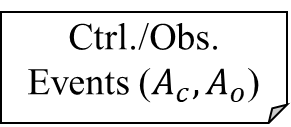 Ctrl./Obs.
Events (A_c, A_o)